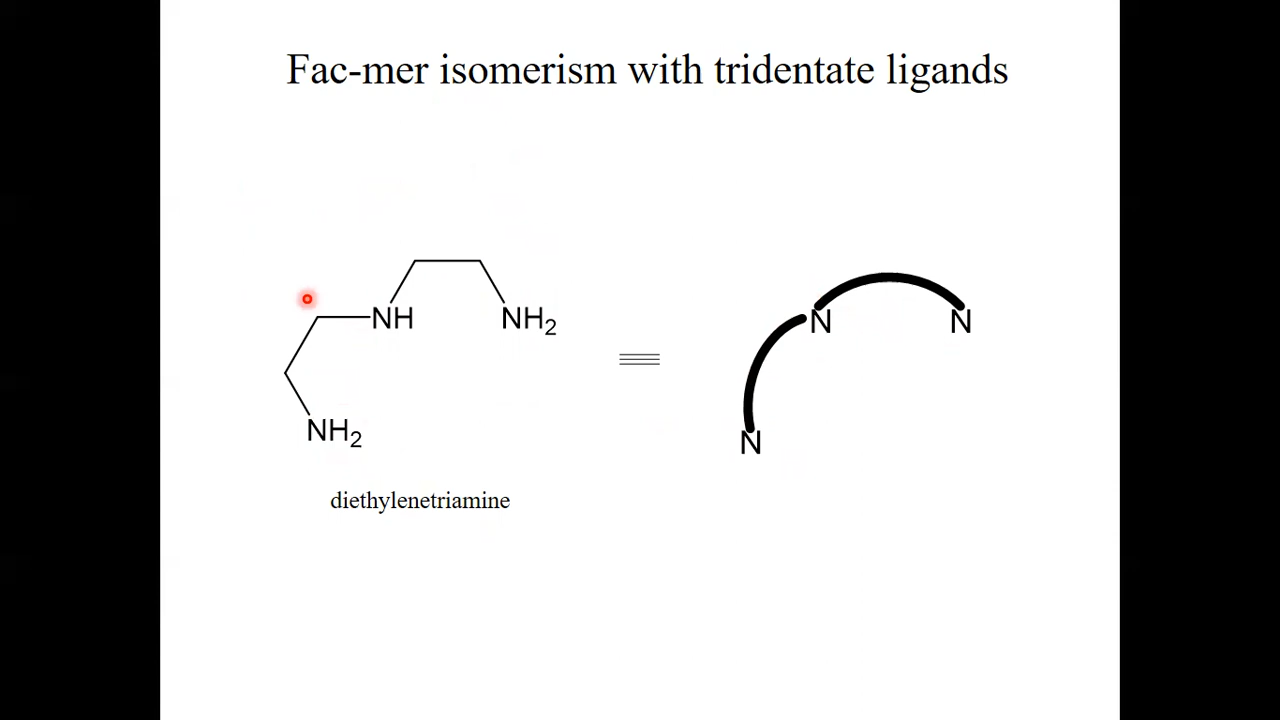 Fac-mer isomerism with tridentate ligands
NH
NH2
NH2
N
N
N
diethylenetriamine